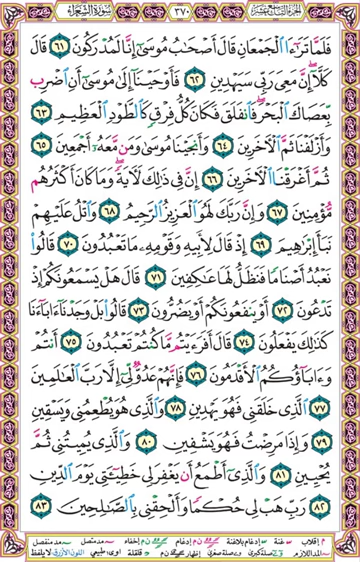 سورة الشعراء ٣٧٠ الجزء التاسع عشر
فَلَمَّا تَرَٰٓءَا ٱلْجَمْعَانِ قَالَ أَصْحَٰبُ مُوسَىٰٓ إِنَّا لَمُدْرَكُونَ ٦١ قَالَ
كَلَّآ إِنَّ مَعِىَ رَبِّى سَيَهْدِينِ ٦٢ فَأَوْحَيْنَآ إِلَىٰ مُوسَىٰٓ أَنِ ٱضْرِب
بِّعَصَاكَ ٱلْبَحْرَ فَٱنفَلَقَ فَكَانَ كُلُّ فِرْقٍ كَٱلطَّوْدِ ٱلْعَظِيمِ ٦٣
وَأَزْلَفْنَا ثَمَّ ٱلْءَاخَرِينَ ٦٤ وَأَنجَيْنَا مُوسَىٰ وَمَن مَّعَهُۥٓ أَجْمَعِينَ ٦٥
ثُمَّ أَغْرَقْنَا ٱلْءَاخَرِينَ ٦٦ إِنَّ فِى ذَٰلِكَ لَءَايَةً وَمَا كَانَ أَكْثَرُهُم
مُّؤْمِنِينَ ٦٧ وَإِنَّ رَبَّكَ لَهُوَ ٱلْعَزِيزُ ٱلرَّحِيمُ ٦٨ وَٱتْلُ عَلَيْهِمْ
نَبَأَ إِبْرَٰهِيمَ ٦٩ إِذْ قَالَ لِأَبِيهِ وَقَوْمِهِۦ مَا تَعْبُدُونَ ٧٠ قَالُوا۟
نَعْبُدُ أَصْنَامًا فَنَظَلُّ لَهَا عَٰكِفِينَ ٧١ قَالَ هَلْ يَسْمَعُونَكُمْ إِذْ
تَدْعُونَ ٧٢ أَوْ يَنفَعُونَكُمْ أَوْ يَضُرُّونَ ٧٣ قَالُوا۟ بَلْ وَجَدْنَآ ءَابَآءَنَا
كَذَٰلِكَ يَفْعَلُونَ ٧٤ قَالَ أَفَرَءَيْتُم مَّا كُنتُمْ تَعْبُدُونَ ٧٥ أَنتُمْ
وَءَابَآؤُكُمُ ٱلْأَقْدَمُونَ ٧٦ فَإِنَّهُمْ عَدُوٌّ لِّىٓ إِلَّا رَبَّ ٱلْعَٰلَمِينَ
٧٧ ٱلَّذِى خَلَقَنِى فَهُوَ يَهْدِينِ ٧٨ وَٱلَّذِى هُوَ يُطْعِمُنِى وَيَسْقِينِ
٧٩ وَإِذَا مَرِضْتُ فَهُوَ يَشْفِينِ ٨٠ وَٱلَّذِى يُمِيتُنِى ثُمَّ
يُحْيِينِ ٨١ وَٱلَّذِىٓ أَطْمَعُ أَن يَغْفِرَ لِى خَطِيٓـَٔتِى يَوْمَ ٱلدِّينِ
٨٢ رَبِّ هَبْ لِى حُكْمًا وَأَلْحِقْنِى بِٱلصَّٰلِحِينَ ٨٣